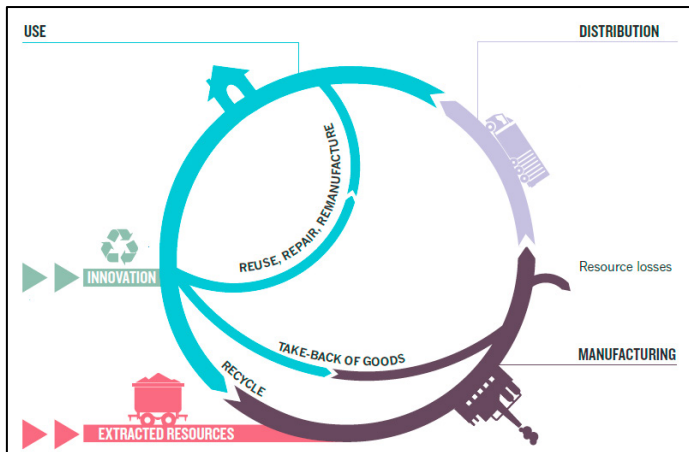 USE
DISTRIBUTION
REUSE, REPAIR, REMANUFACTURE
INNOVATION
Resource losses
TAKE-BACK OF GOODS
MANUFACTURING
RECYCLE
EXTRACTED RESOURCES